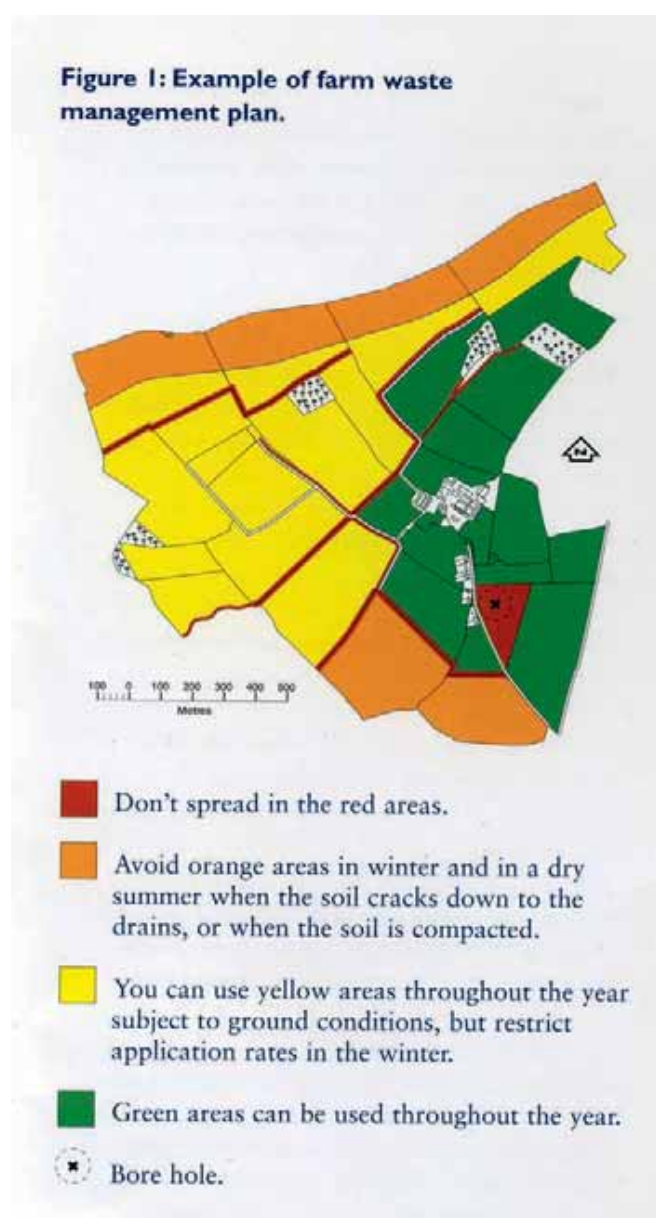 Figure 1: Example of farm waste
management plan.
N
100 0 100 200 300 400 500
Metres
Don't spread in the red areas.
Avoid orange areas in winter and in a dry
summer when the soil cracks down to the
drains, or when the soil is compacted.
You can use yellow areas throughout the year
subject to ground conditions, but restrict
application rates in the winter.
Green areas can be used throughout the year.
Bore hole.